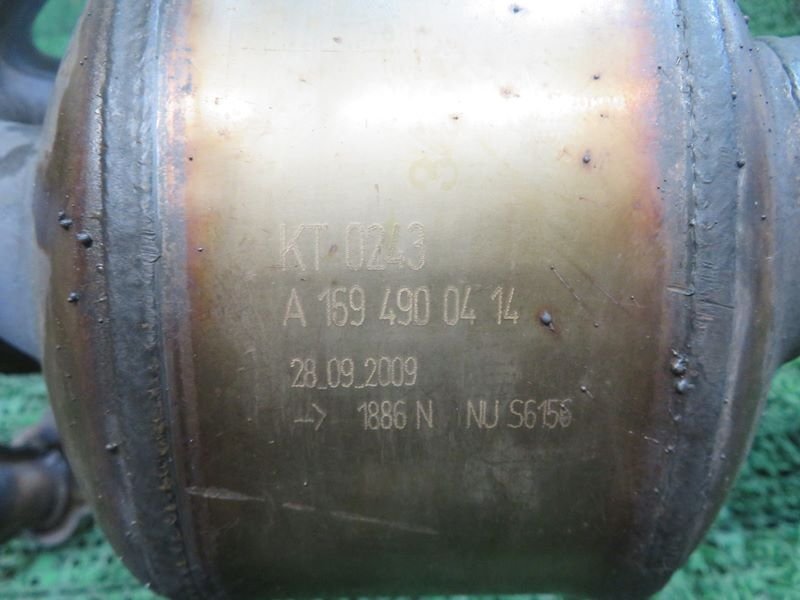 KT 0243
A 169 490 04 14
28_09_2009
--> 1886 N NU S6156